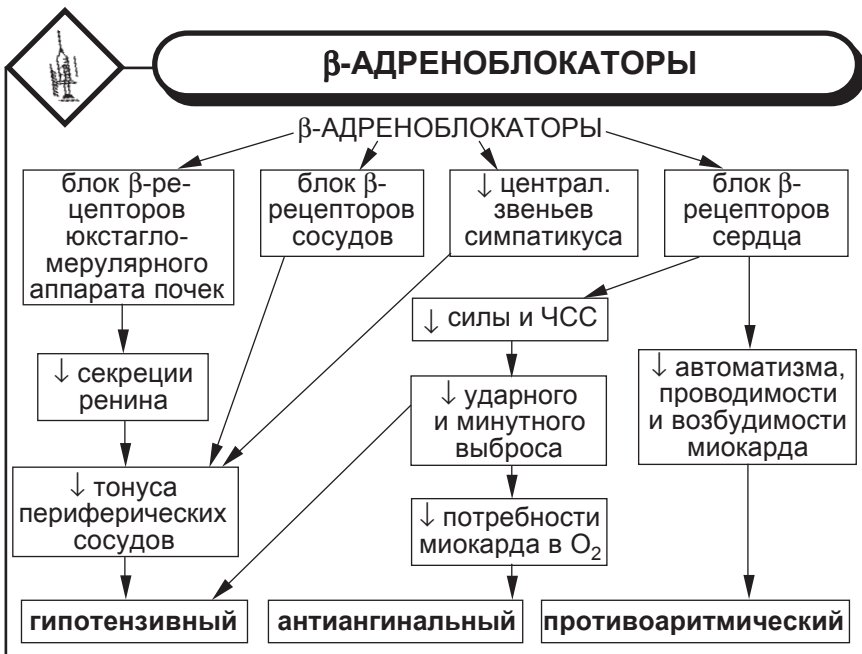 β-АДРЕНОБЛОКАТОРЫ
β-АДРЕНОБЛОКАТОРЫ
блок β-ре-
цепторов
юкстагло-
мерулярного
аппарата почек
блок β-
рецепторов
сосудов
↓ централ.
звеньев
симпатикуса
блок β-
рецепторов
сердца
↓ силы и ЧСС
↓ секреции
ренина
↓ ударного
и минутного
выброса
↓ автоматизма,
проводимости
и возбудимости
миокарда
↓ тонуса
периферических
сосудов
↓ потребности
миокарда в O₂
гипотензивный
антиангинальный
противоаритмический